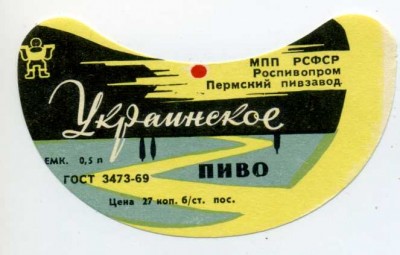 МПП РСФСР
Роспивопром
Пермский пивзавод
Украинское
ЕМК. 0,5 л
ПИВО
ГОСТ 3473-69
Цена 27 коп. б/ст. пос.